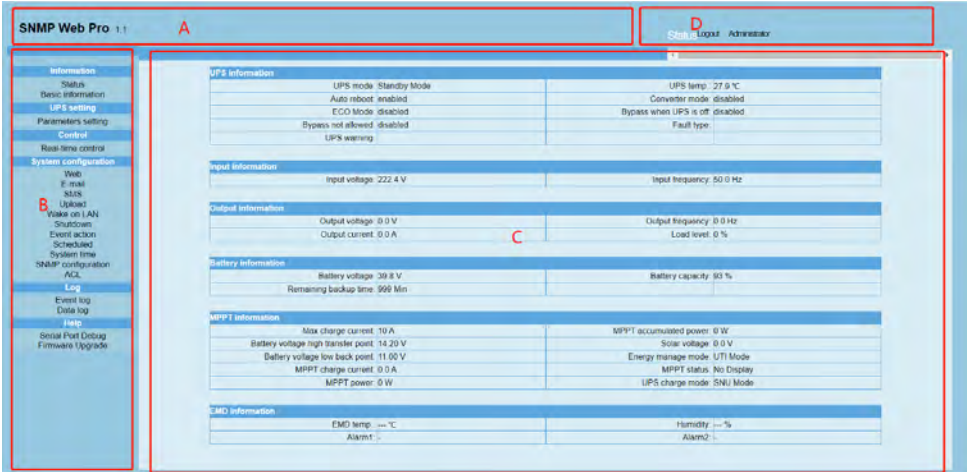 SNMP Web Pro 1.1
A
D
Status Logout Administrator
Information
Status
Basic information
UPS setting
Parameters setting
Control
Real-time control
System configuration
Web
E-mail
SMS
B
Upload
Wake on LAN
Shutdown
Event action
Scheduled
System time
SNMP configuration
ACL
Log
Event log
Data log
Help
Serial Port Debug
Firmware Upgrade
UPS information
UPS mode: Standby Mode UPS temp.: 27.9 °C
Auto reboot: enabled Converter mode: disabled
ECO Mode: disabled Bypass when UPS is off: disabled
Bypass not allowed: disabled Fault type:
UPS warning:
Input information
Input voltage: 222.4 V Input frequency: 50.0 Hz
Output information
Output voltage: 0.0 V Output frequency: 0.0 Hz
Output current: 0.0 A Load level: 0 %
C
Battery information
Battery voltage: 39.8 V Battery capacity: 93 %
Remaining backup time: 999 Min
MPPT information
Max charge current: 10 A MPPT accumulated power: 0 W
Battery voltage high transfer point: 14.20 V Solar voltage: 0.0 V
Battery voltage low back point: 11.00 V Energy manage mode: UTI Mode
MPPT charge current: 0.0 A MPPT status: No Display
MPPT power: 0 W UPS charge mode: SNU Mode
EMD information
EMD temp.: --- °C Humidity: --- %
Alarm1: - Alarm2: -